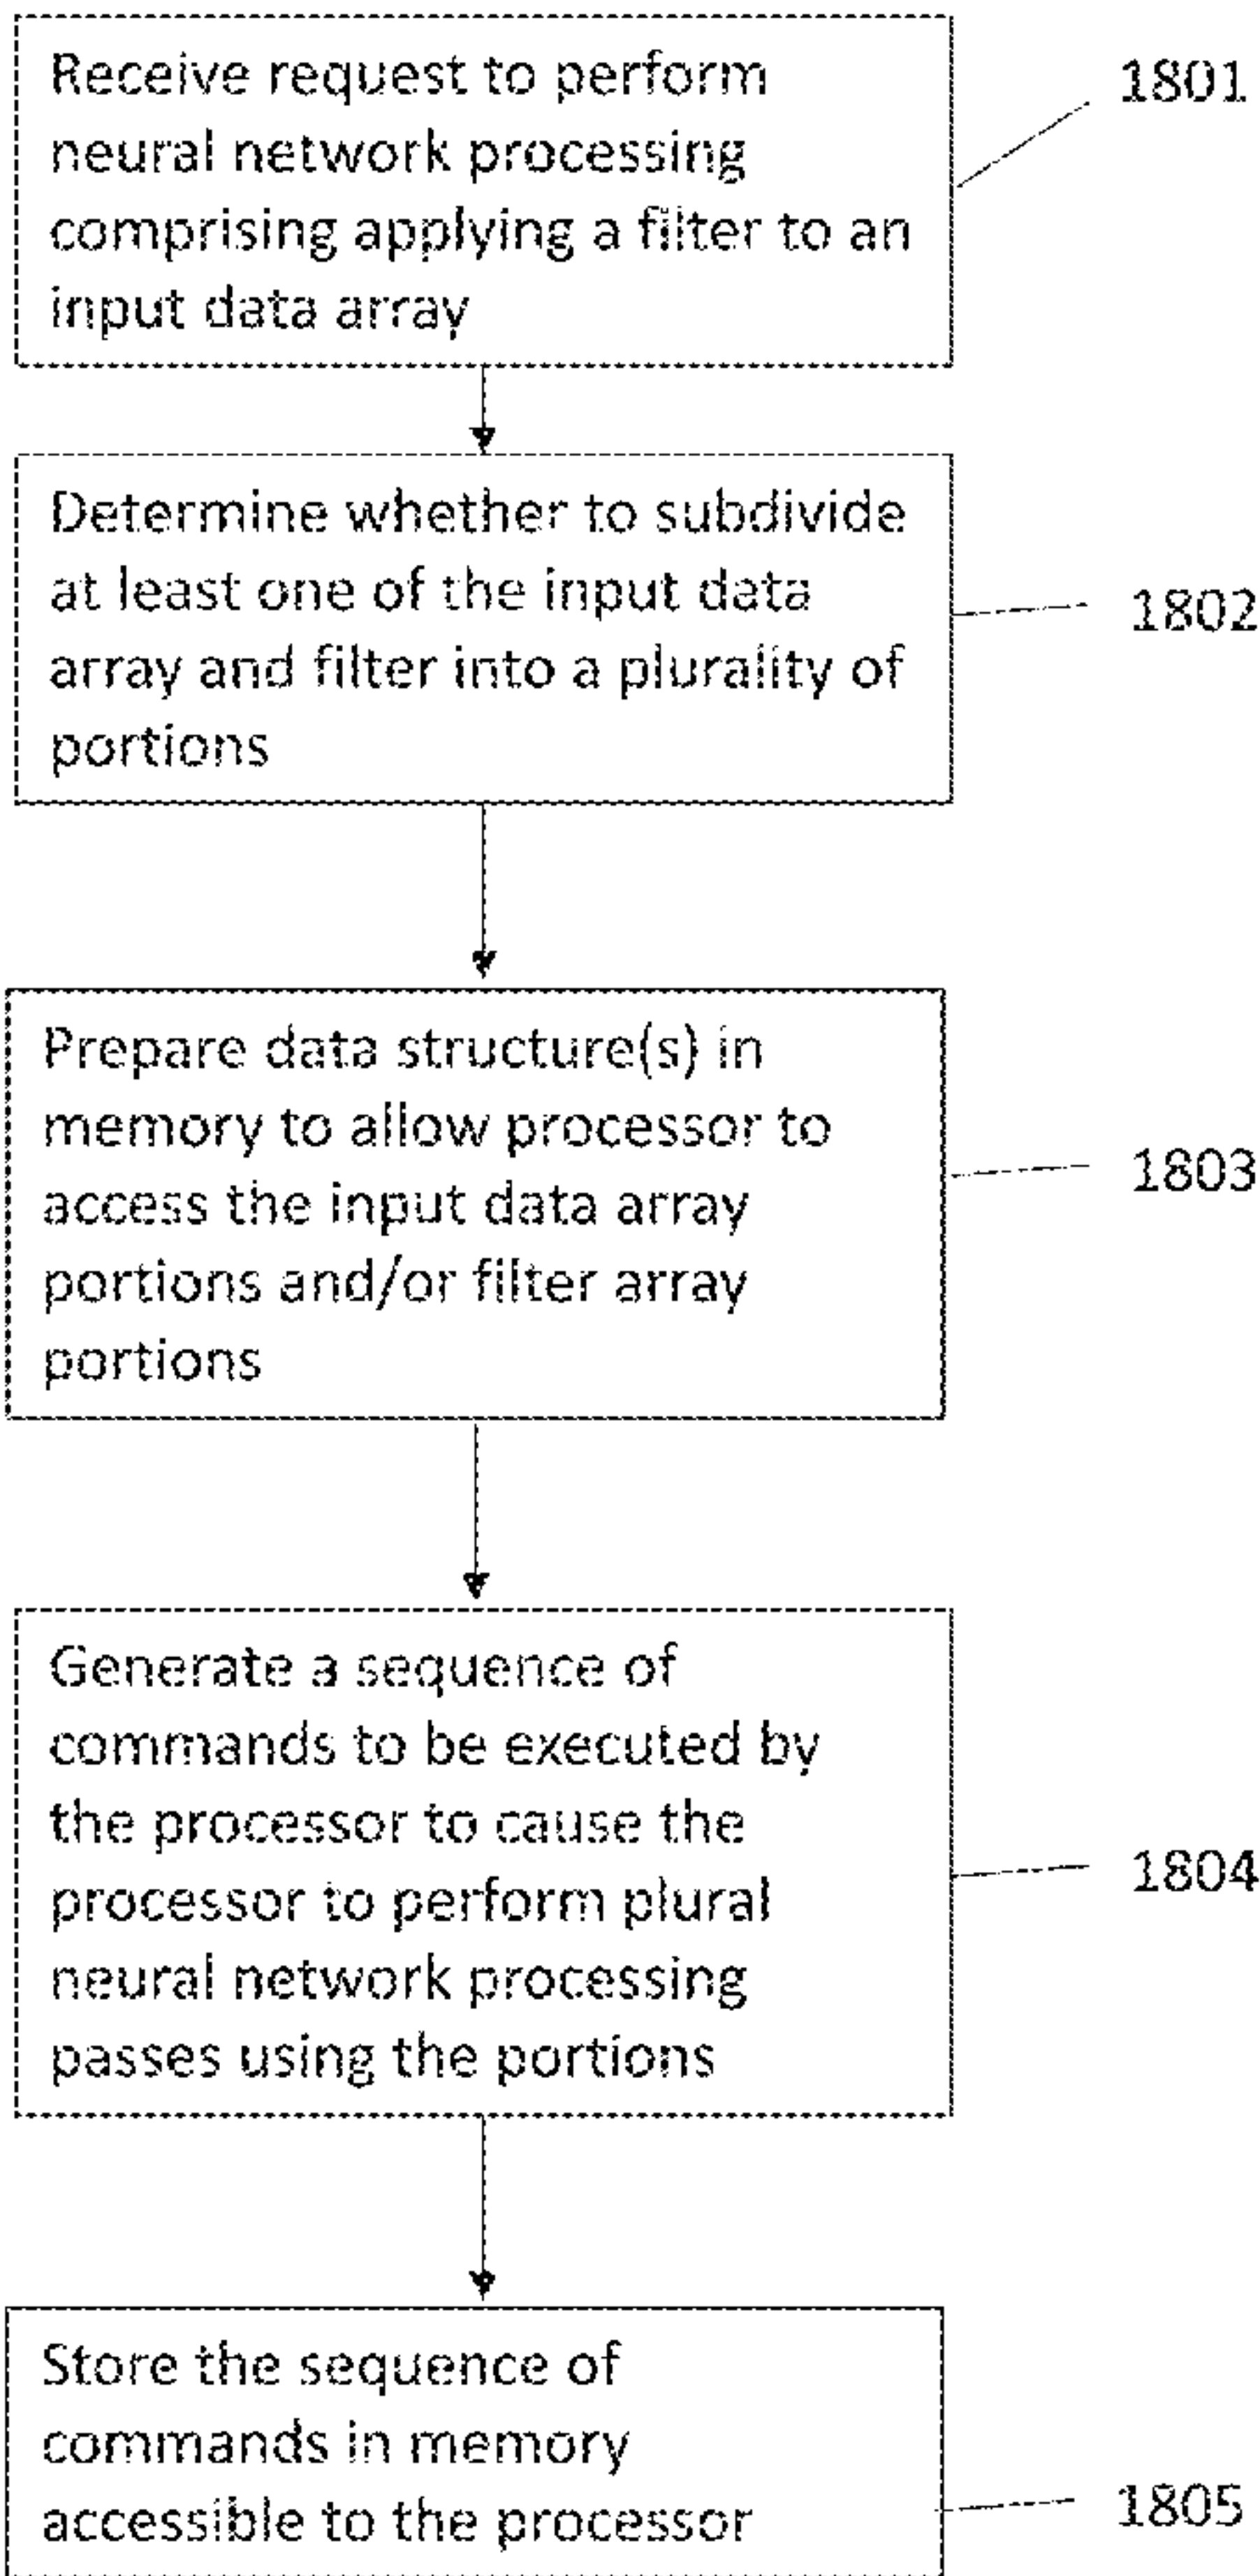 Receive request to perform
neural network processing
comprising applying a filter to an
input data array
1801
Determine whether to subdivide
at least one of the input data
array and filter into a plurality of
portions
1802
Prepare data structure(s) in
memory to allow processor to
access the input data array
portions and/or filter array
portions
1803
Generate a sequence of
commands to be executed by
the processor to cause the
processor to perform plural
neural network processing
passes using the portions
1804
Store the sequence of
commands in memory
accessible to the processor
1805